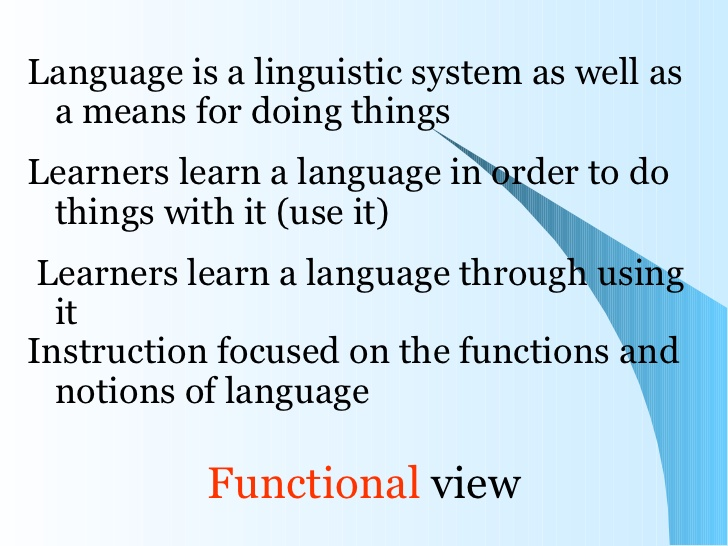 Language is a linguistic system as well as
a means for doing things
Learners learn a language in order to do
things with it (use it)
Learners learn a language through using
it
Instruction focused on the functions and
notions of language
Functional view